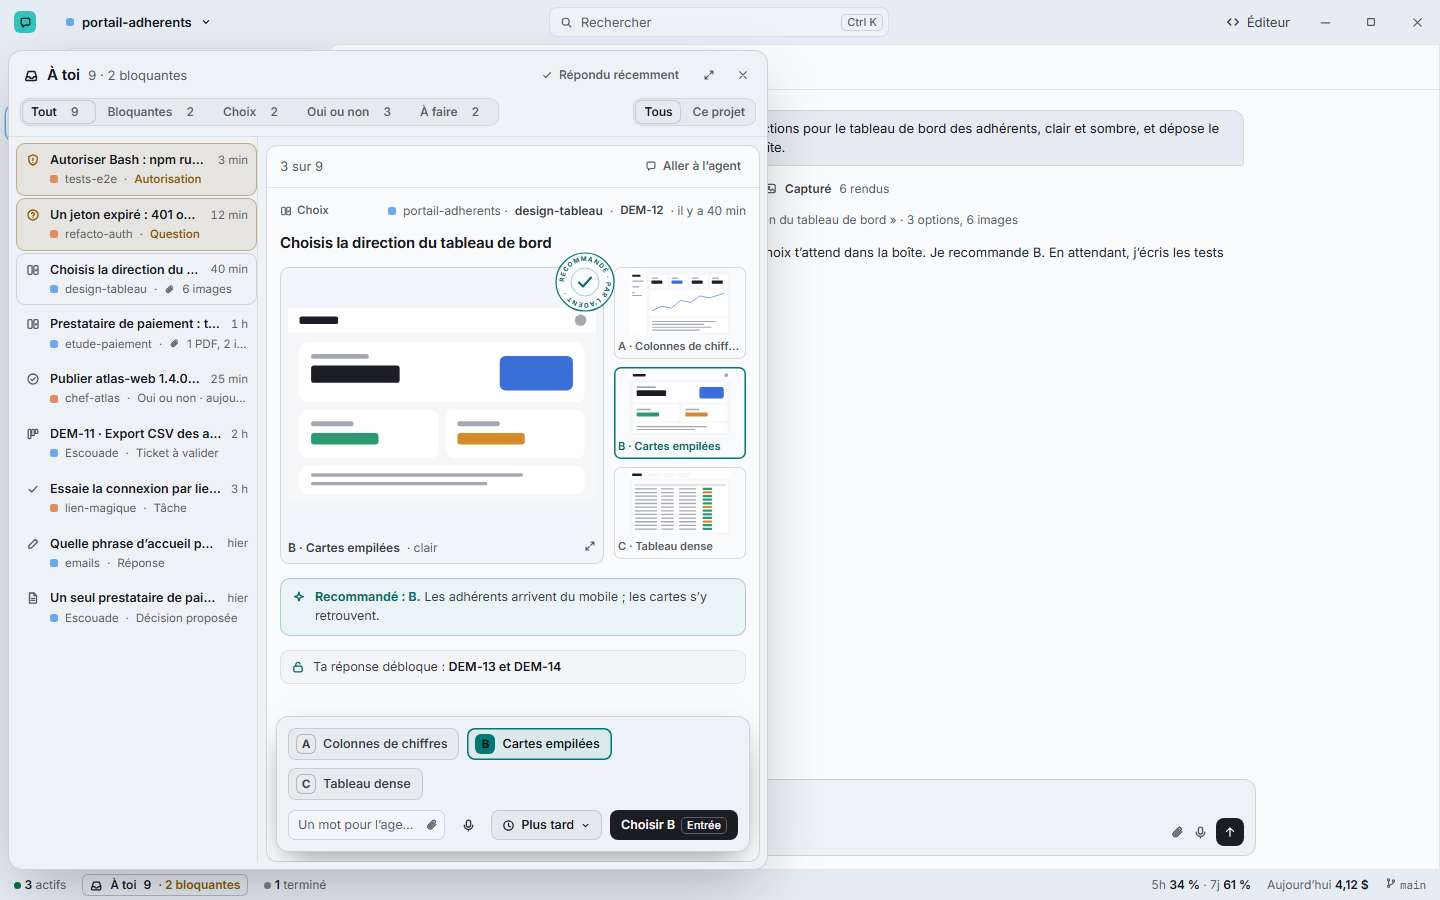 portail-adherents
Rechercher
Ctrl K
Éditeur
À toi 9 · 2 bloquantes
Répondu récemment
Tout 9
Bloquantes 2
Choix 2
Oui ou non 3
À faire 2
Tous
Ce projet
Autoriser Bash : npm ru... 3 min
tests-e2e · Autorisation
Un jeton expiré : 401 o... 12 min
refacto-auth · Question
Choisis la direction du ... 40 min
design-tableau · 6 images
Prestataire de paiement : t... 1 h
etude-paiement · 1 PDF, 2 i...
Publier atlas-web 1.4.0... 25 min
chef-atlas · Oui ou non · aujou...
DEM-11 · Export CSV des a... 2 h
Escouade · Ticket à valider
Essaie la connexion par lie... 3 h
lien-magique · Tâche
Quelle phrase d'accueil p... hier
emails · Réponse
Un seul prestataire de pai... hier
Escouade · Décision proposée
3 sur 9
Aller à l'agent
Choix
portail-adherents · design-tableau · DEM-12 · il y a 40 min
Choisis la direction du tableau de bord
RECOMMANDÉ · PAR L'AGENT ·
B · Cartes empilées · clair
A · Colonnes de chiff...
B · Cartes empilées
C · Tableau dense
Recommandé : B. Les adhérents arrivent du mobile ; les cartes s'y
retrouvent.
Ta réponse débloque : DEM-13 et DEM-14
A Colonnes de chiffres
B Cartes empilées
C Tableau dense
Un mot pour l'age...
Plus tard
Choisir B Entrée
ctions pour le tableau de bord des adhérents, clair et sombre, et dépose le
îte.
Capturé 6 rendus
n du tableau de bord » · 3 options, 6 images
hoix t'attend dans la boîte. Je recommande B. En attendant, j'écris les tests
3 actifs
À toi 9 · 2 bloquantes
1 terminé
5h 34 % · 7j 61 %
Aujourd'hui 4,12 $
main